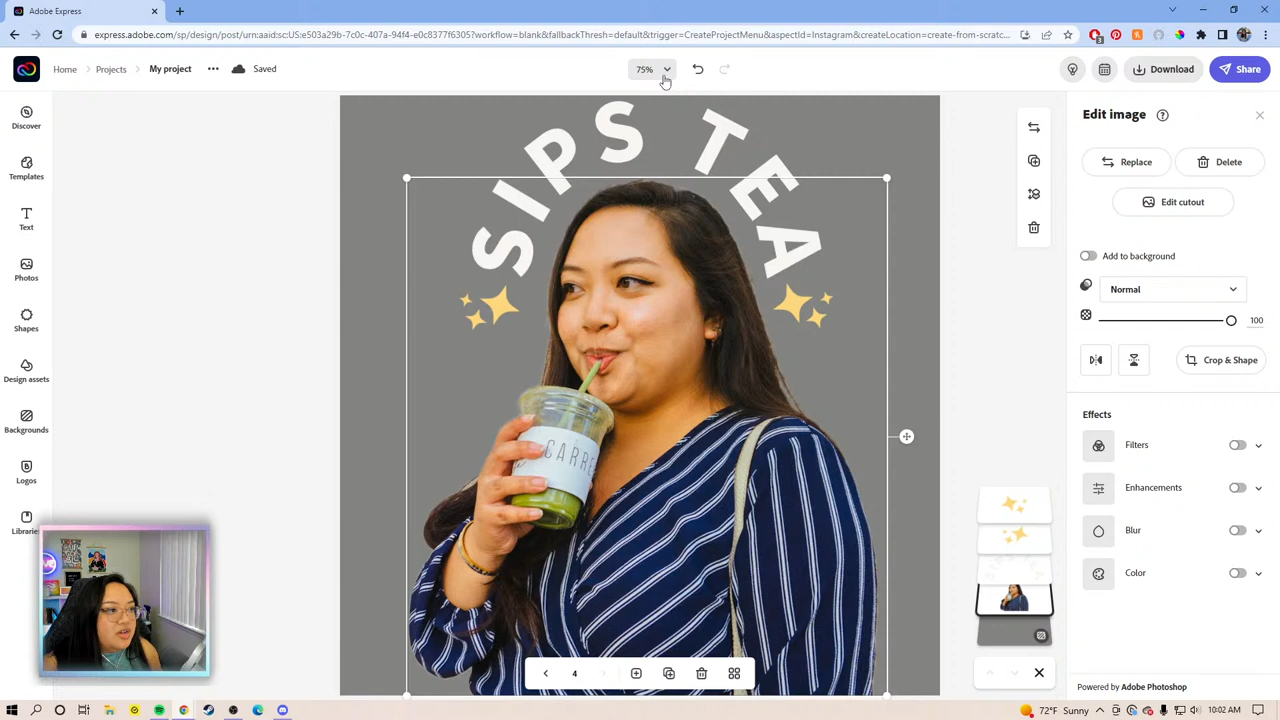 Adobe Express
express.adobe.com/sp/design/post/urn:aaid:sc:US:e503a29b-7c0c-407a-94f4-e0c8377f6305?workflow=blank&fallbackThresh=default&trigger=CreateProjectMenu&aspectId=Instagram&createLocation=create-from-scratc...
Home
Projects
My project
Saved
75%
Download
Share
Discover
Templates
Text
Photos
Shapes
Design assets
Backgrounds
Logos
Libraries
SIPS TEA
CARRE
4
Edit image
Replace
Delete
Edit cutout
Add to background
Normal
100
Crop & Shape
Effects
Filters
Enhancements
Blur
Color
Powered by Adobe Photoshop
72°F Sunny
10:02 AM